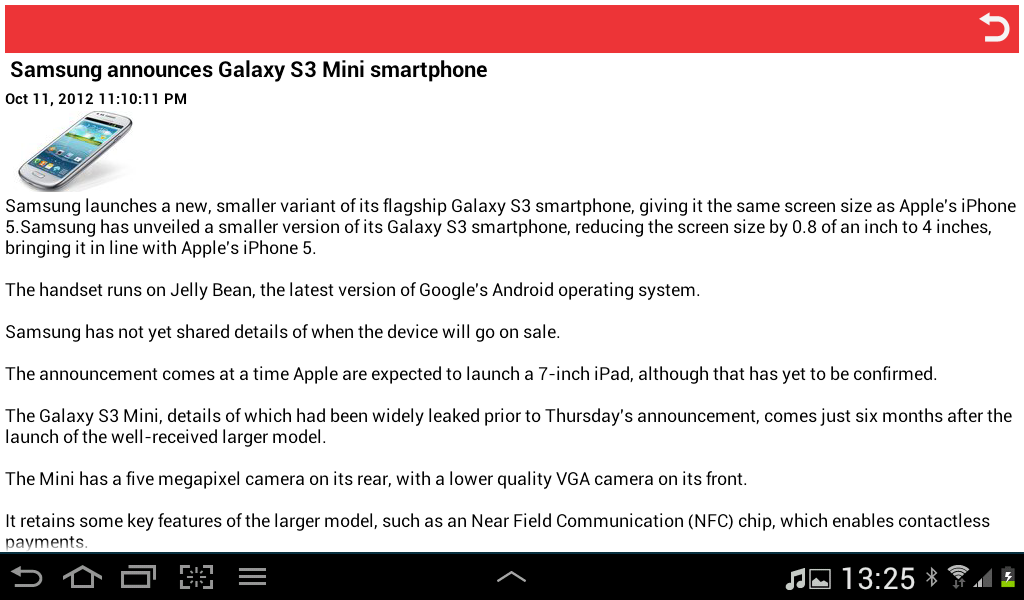 Samsung announces Galaxy S3 Mini smartphone
Oct 11, 2012 11:10:11 PM
Samsung launches a new, smaller variant of its flagship Galaxy S3 smartphone, giving it the same screen size as Apple's iPhone
5.Samsung has unveiled a smaller version of its Galaxy S3 smartphone, reducing the screen size by 0.8 of an inch to 4 inches,
bringing it in line with Apple's iPhone 5.
The handset runs on Jelly Bean, the latest version of Google's Android operating system.
Samsung has not yet shared details of when the device will go on sale.
The announcement comes at a time Apple are expected to launch a 7-inch iPad, although that has yet to be confirmed.
The Galaxy S3 Mini, details of which had been widely leaked prior to Thursday's announcement, comes just six months after the
launch of the well-received larger model.
The Mini has a five megapixel camera on its rear, with a lower quality VGA camera on its front.
It retains some key features of the larger model, such as an Near Field Communication (NFC) chip, which enables contactless
payments.
13:25